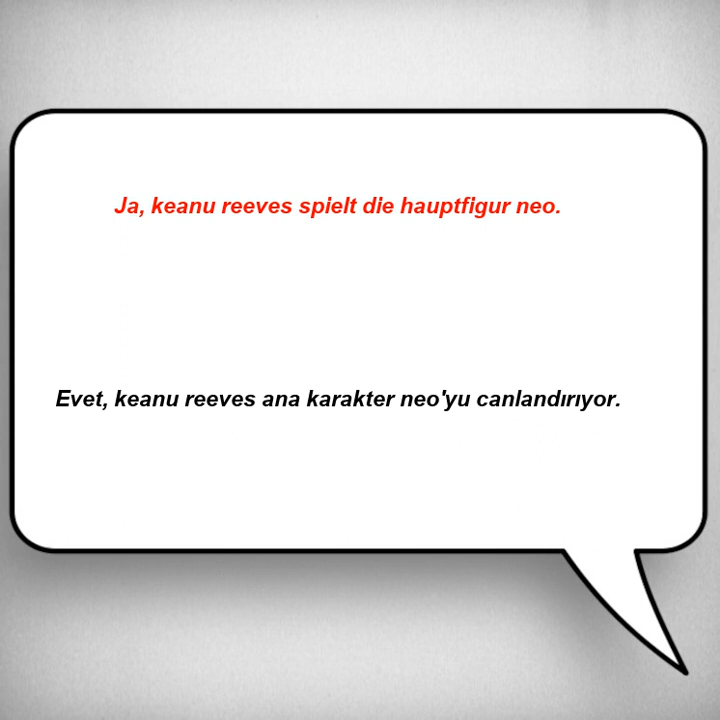 Ja, keanu reeves spielt die hauptfigur neo.
Evet, keanu reeves ana karakter neo'yu canlandırıyor.